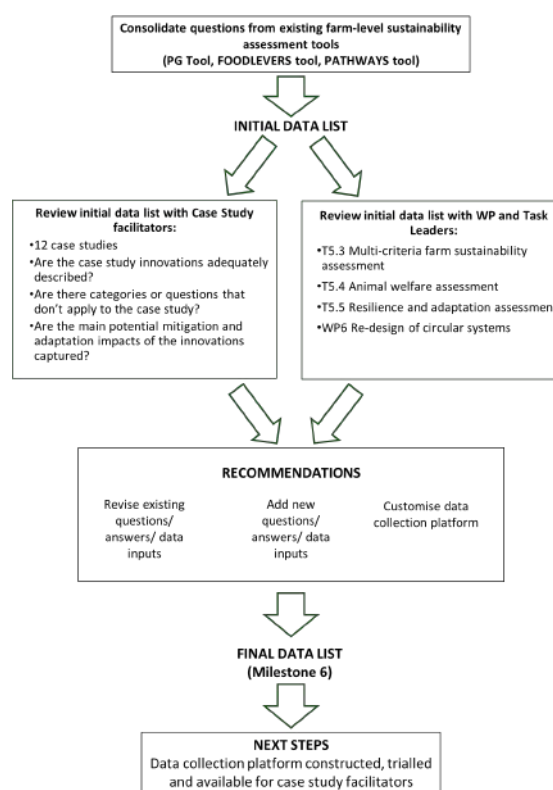 Consolidate questions from existing farm-level sustainability
assessment tools
(PG Tool, FOODLEVERS tool, PATHWAYS tool)
INITIAL DATA LIST
Review initial data list with Case Study
facilitators:
•12 case studies
•Are the case study innovations adequately
described?
•Are there categories or questions that
don't apply to the case study?
•Are the main potential mitigation and
adaptation impacts of the innovations
captured?
Review initial data list with WP and Task
Leaders:
•T5.3 Multi-criteria farm sustainability
assessment
•T5.4 Animal welfare assessment
•T5.5 Resilience and adaptation assessmen
•WP6 Re-design of circular systems
RECOMMENDATIONS
Revise existing
questions/
answers/ data
inputs
Add new
questions/
answers/ data
inputs
Customise data
collection platform
FINAL DATA LIST
(Milestone 6)
NEXT STEPS
Data collection platform constructed, trialled
and available for case study facilitators